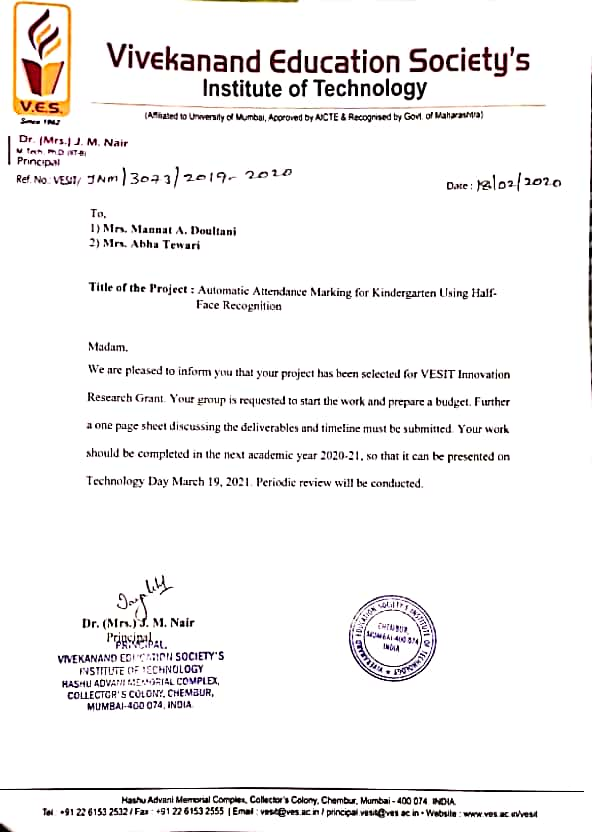 Vivekanand Education Society's
Institute of Technology
(Affiliated to University of Mumbai, Approved by AICTE & Recognised by Govt. of Maharashtra)
V.E.S.
Since 1962
Dr. (Mrs.) J. M. Nair
M. Tech. Ph.D. (IIT-B)
Principal
Ref. No.: VESIT/ JNM/3073/2019-2020
Date : 18/02/2020
To,
1) Mrs. Mannat A. Doultani
2) Mrs. Abha Tewari
Title of the Project : Automatic Attendance Marking for Kindergarten Using Half-
Face Recognition
Madam,
We are pleased to inform you that your project has been selected for VESIT Innovation
Research Grant. Your group is requested to start the work and prepare a budget. Further
a one page sheet discussing the deliverables and timeline must be submitted. Your work
should be completed in the next academic year 2020-21, so that it can be presented on
Technology Day March 19, 2021. Periodic review will be conducted.
Dr. (Mrs.) J. M. Nair
Principal
PRINCIPAL,
VIVEKANAND EDUCATION SOCIETY'S
INSTITUTE OF TECHNOLOGY
HASHU ADVANI MEMORIAL COMPLEX,
COLLECTOR'S COLONY, CHEMBUR,
MUMBAI-400 074, INDIA.
VIVEKANAND EDUCATION SOCIETY'S INSTITUTE OF TECHNOLOGY
CHEMBUR,
MUMBAI-400 074
INDIA
Hashu Advani Memorial Complex, Collector's Colony, Chembur, Mumbai - 400 074. INDIA.
Tel. : +91 22 6153 2532 / Fax : +91 22 6153 2555 | Email : vesit@ves.ac.in / principal.vesit@ves.ac.in • Website : www.ves.ac.in/vesit